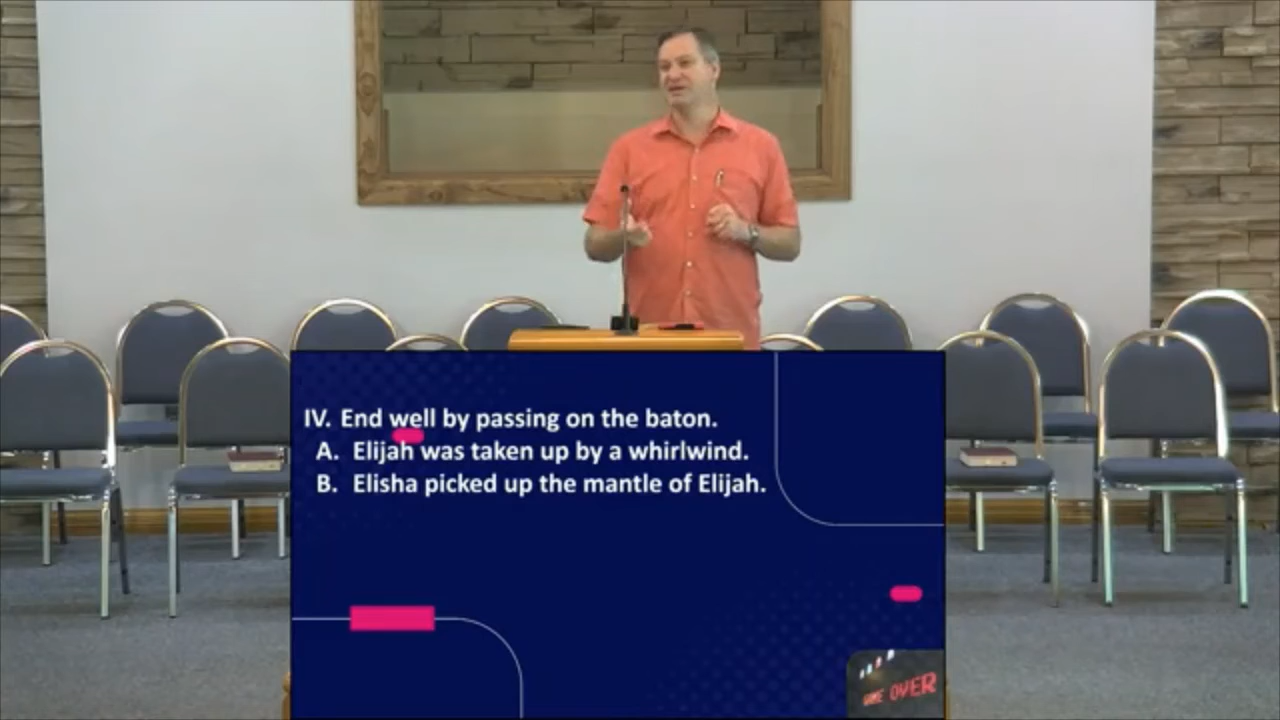 IV. End well by passing on the baton.
A. Elijah was taken up by a whirlwind.
B. Elisha picked up the mantle of Elijah.
OVER